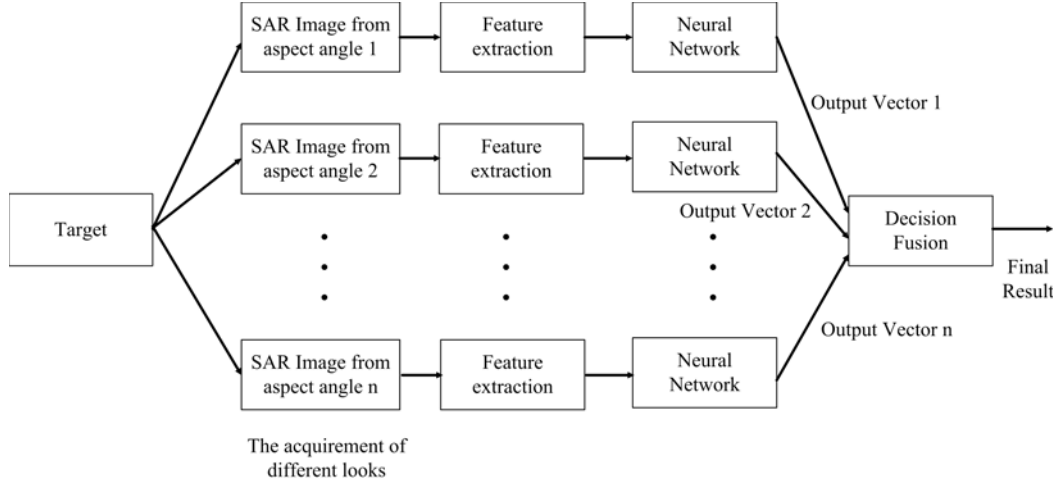 SAR Image from
aspect angle 1
Feature
extraction
Neural
Network
Output Vector 1
SAR Image from
aspect angle 2
Feature
extraction
Neural
Network
Output Vector 2
Target
Decision
Fusion
Final
Result
SAR Image from
aspect angle n
Feature
extraction
Neural
Network
Output Vector n
The acquirement of
different looks